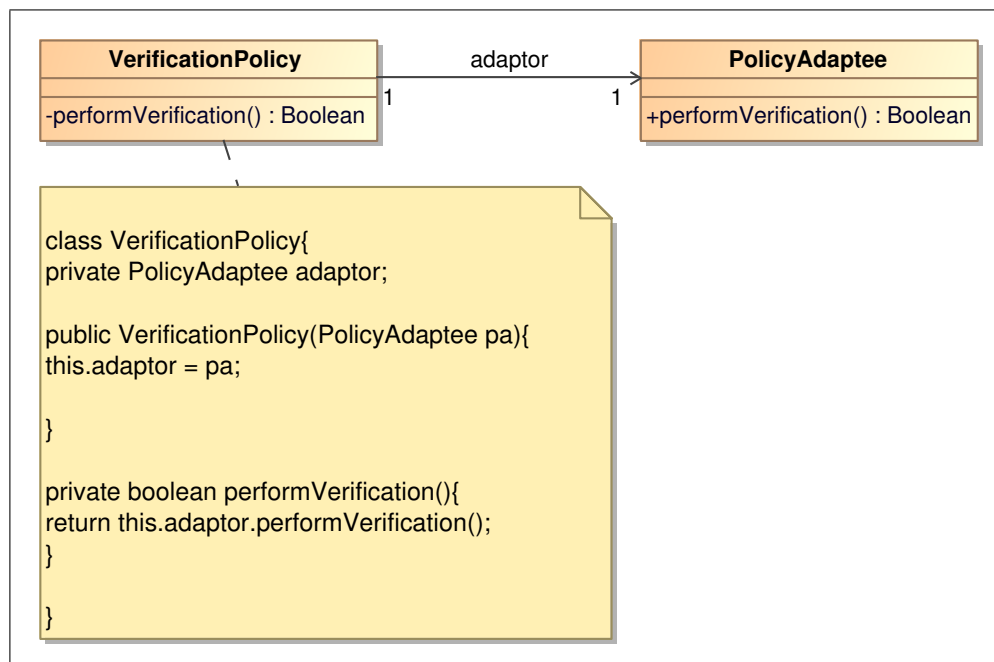 VerificationPolicy
-performVerification() : Boolean
adaptor
1
1
PolicyAdaptee
+performVerification() : Boolean
class VerificationPolicy{
private PolicyAdaptee adaptor;
public VerificationPolicy(PolicyAdaptee pa){
this.adaptor = pa;
}
private boolean performVerification(){
return this.adaptor.performVerification();
}
}